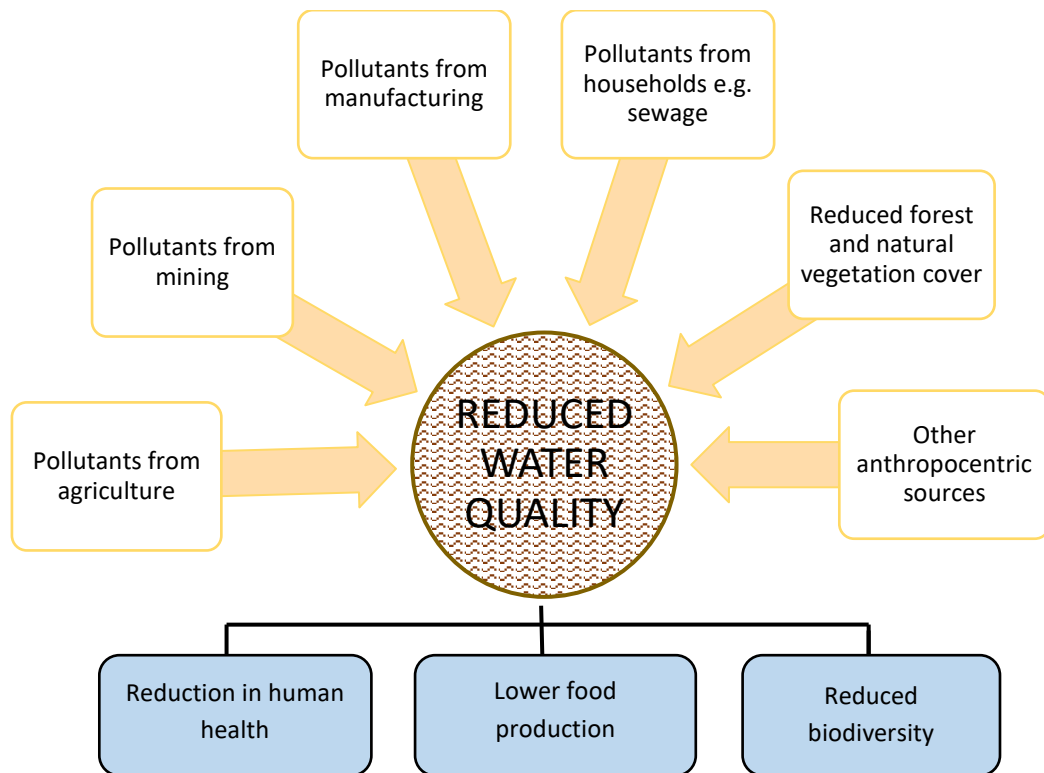 Pollutants from
manufacturing
Pollutants from
households e.g.
sewage
Pollutants from
mining
Reduced forest
and natural
vegetation cover
Pollutants from
agriculture
REDUCED
WATER
QUALITY
Other
anthropocentric
sources
Reduction in human
health
Lower food
production
Reduced
biodiversity